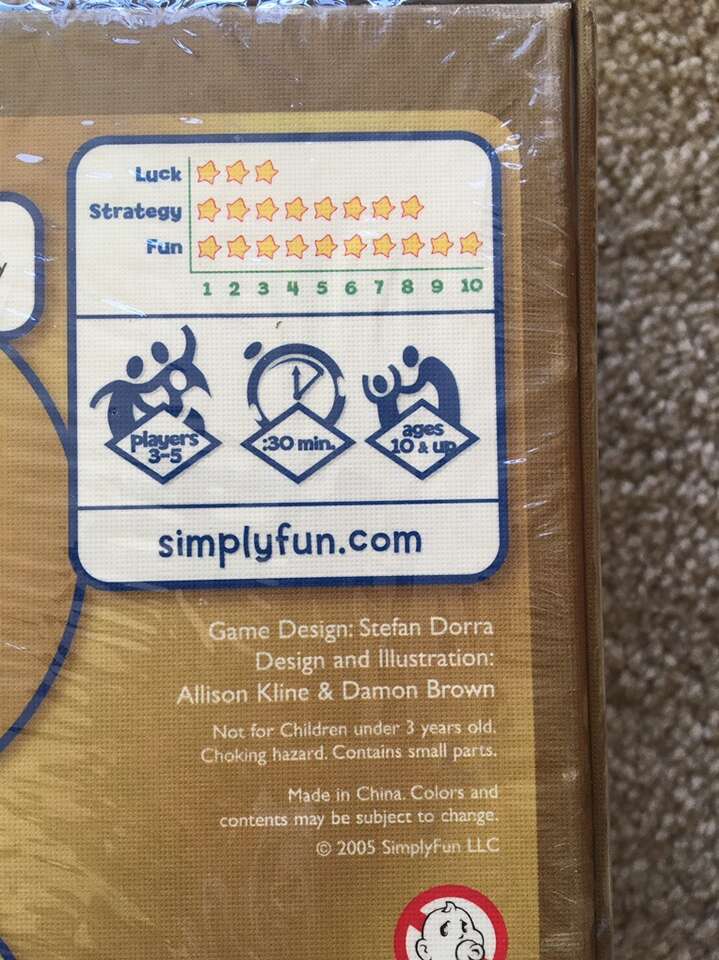 Luck
Strategy
Fun
1 2 3 4 5 6 7 8 9 10
players
3-5
:30 min.
ages
10 & up
simplyfun.com
Game Design: Stefan Dorra
Design and Illustration:
Allison Kline & Damon Brown
Not for Children under 3 years old.
Choking hazard. Contains small parts.
Made in China. Colors and
contents may be subject to change.
© 2005 SimplyFun LLC